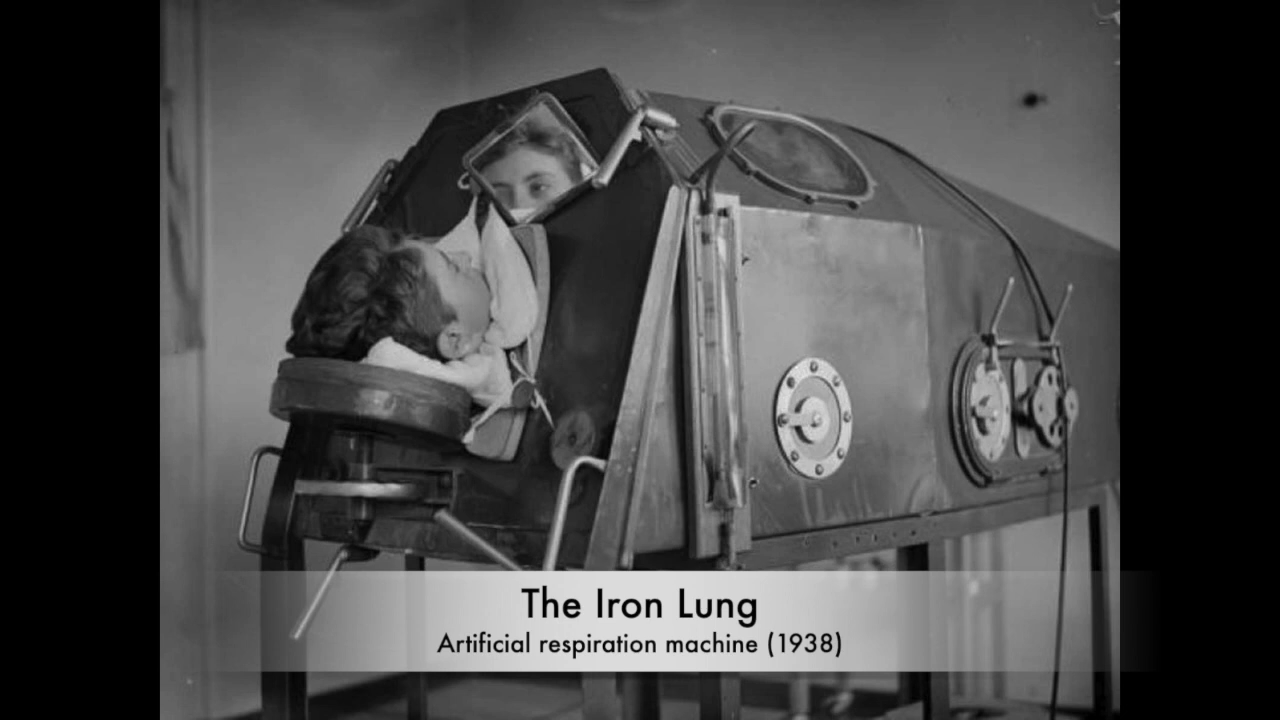 The Iron Lung
Artificial respiration machine (1938)